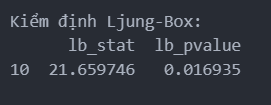 Kiểm định Ljung-Box:
lb_stat lb_pvalue
10 21.659746 0.016935